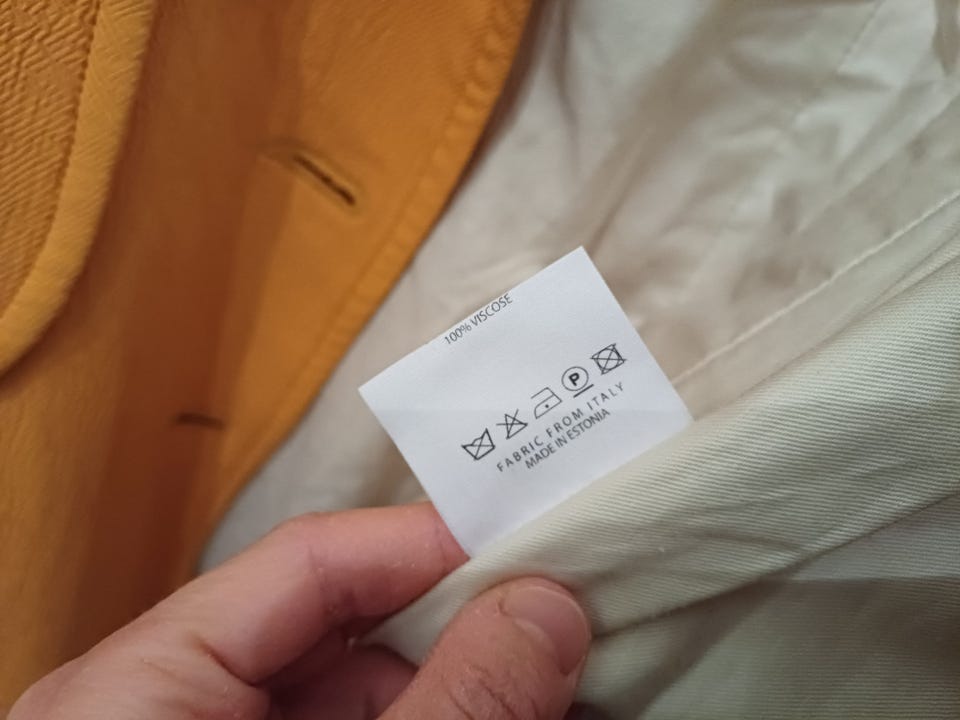 100% VISCOSE
P
FABRIC FROM ITALY
MADE IN ESTONIA